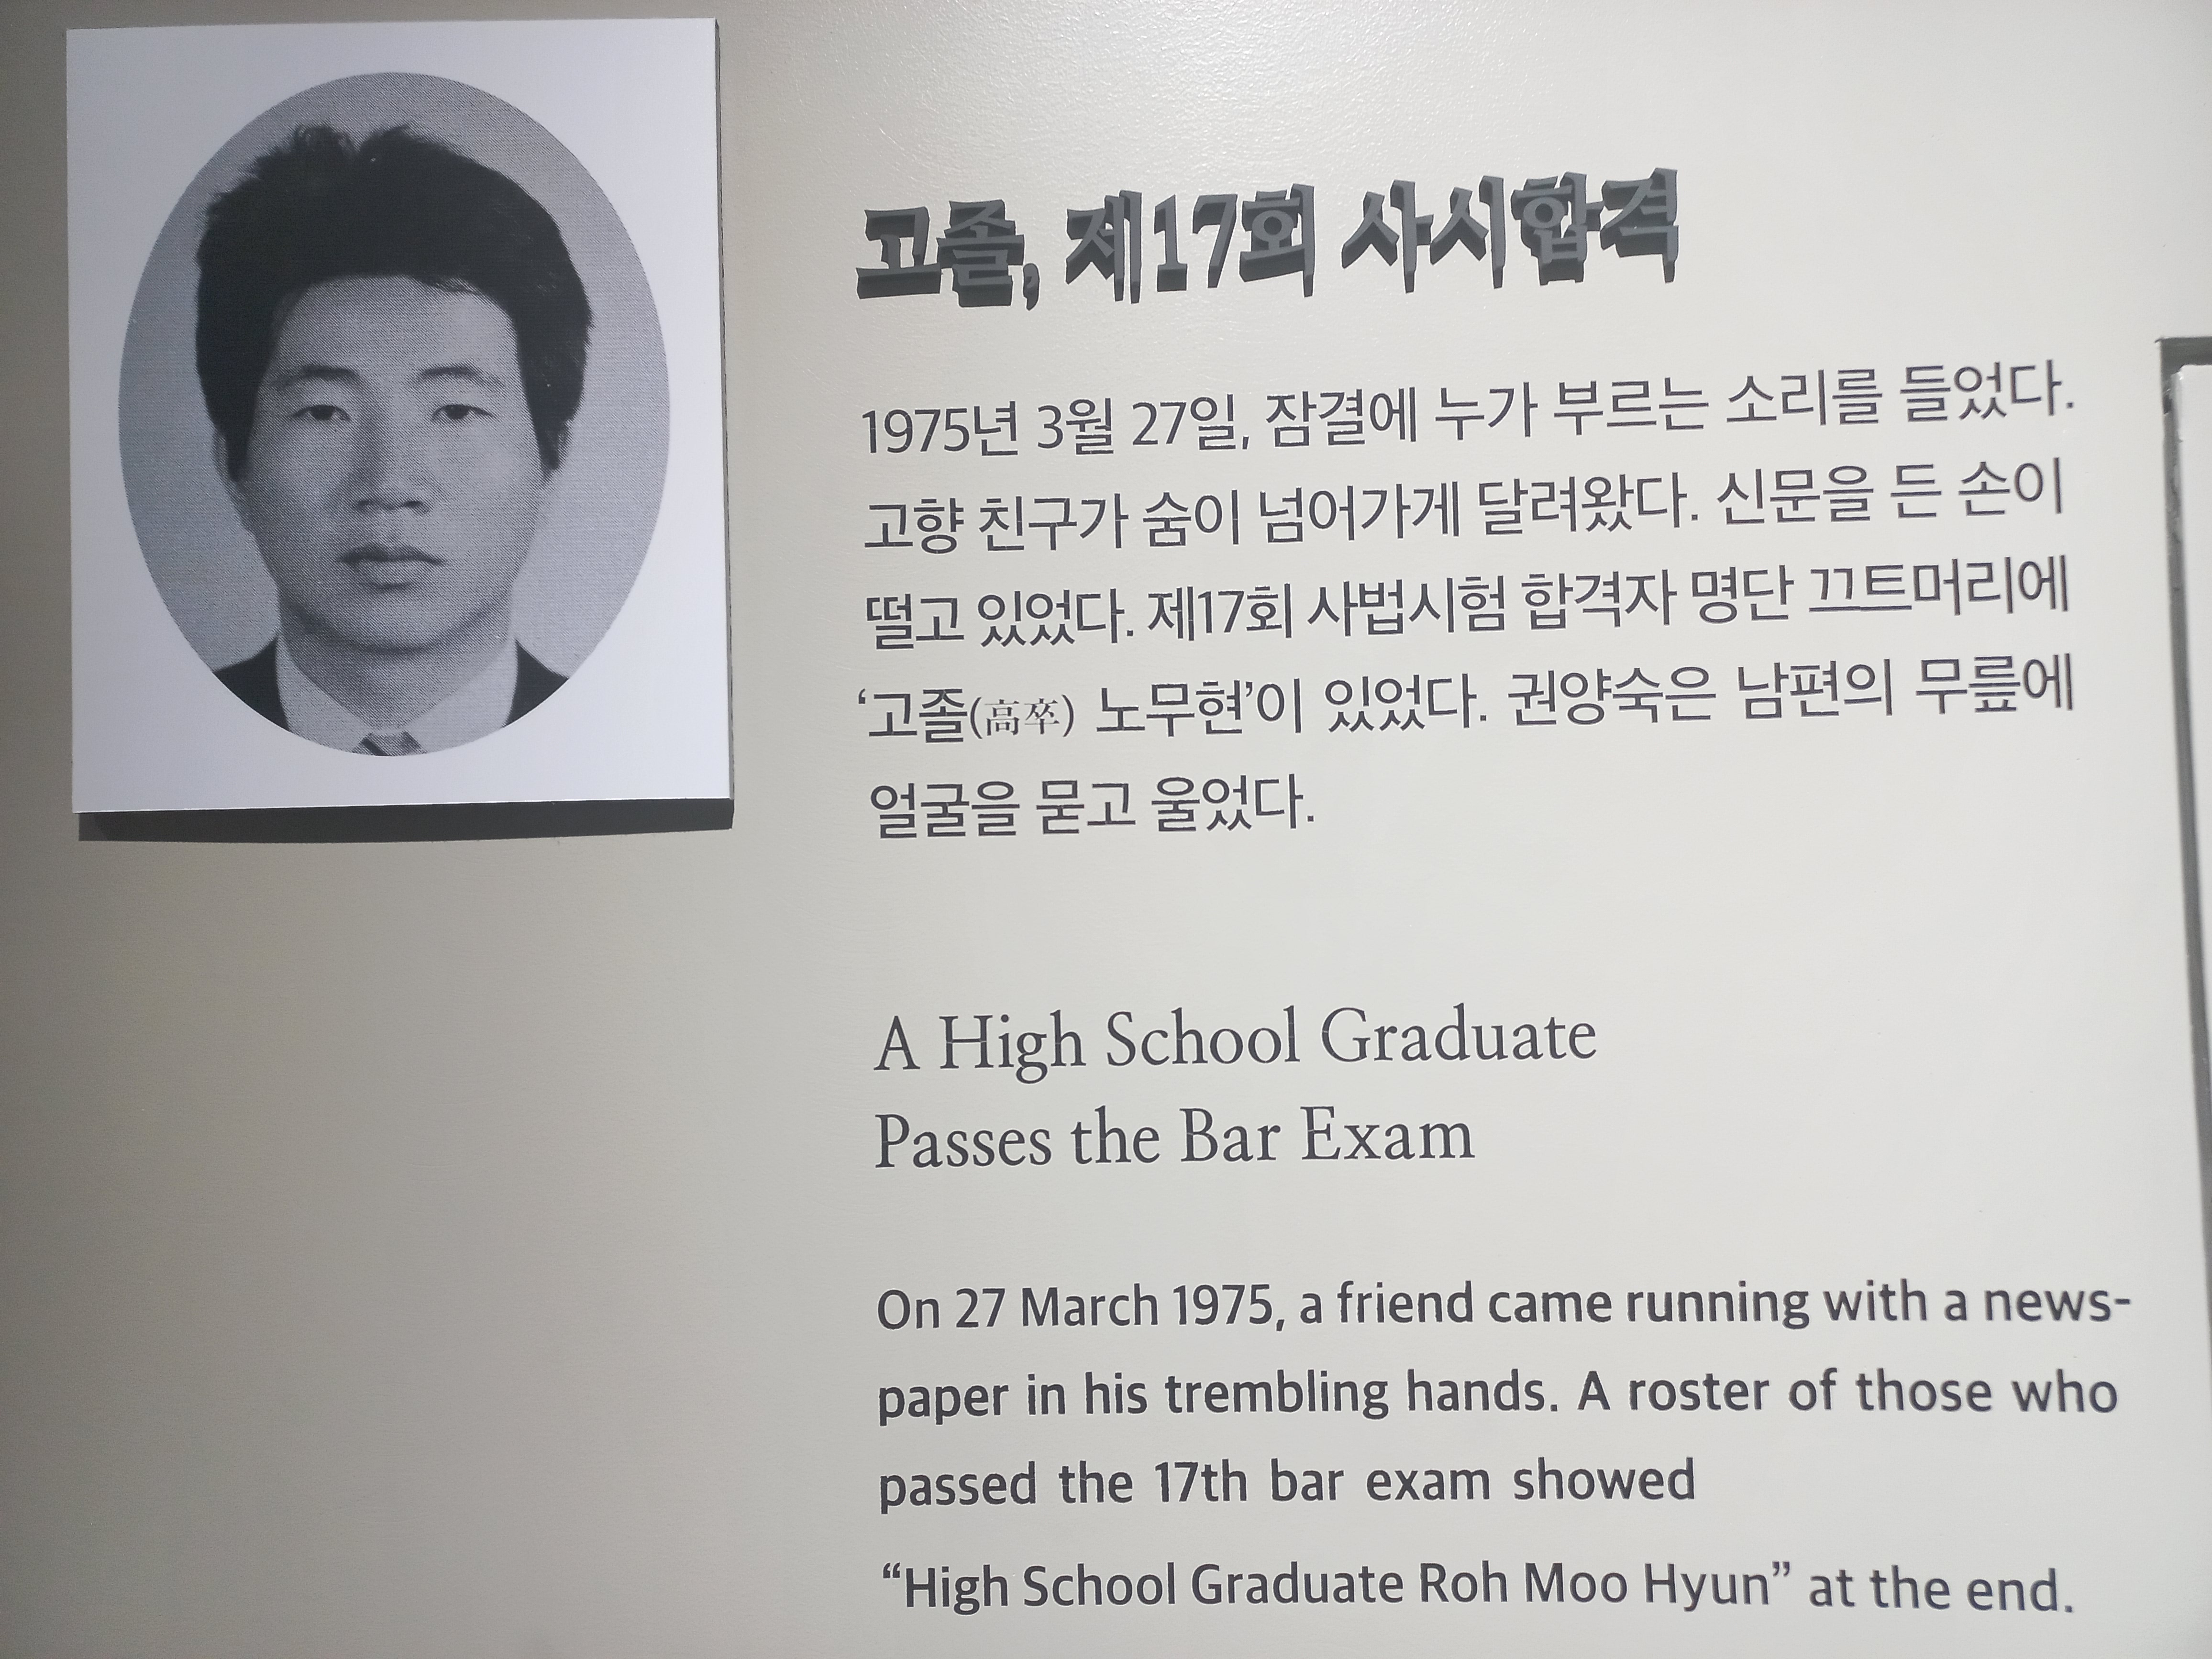 고졸, 제17회 사시합격
1975년 3월 27일, 잠결에 누가 부르는 소리를 들었다.
고향 친구가 숨이 넘어가게 달려왔다. 신문을 든 손이
떨고 있었다. 제17회 사법시험 합격자 명단 끄트머리에
‘고졸(高卒) 노무현’이 있었다. 권양숙은 남편의 무릎에
얼굴을 묻고 울었다.
A High School Graduate
Passes the Bar Exam
On 27 March 1975, a friend came running with a news-
paper in his trembling hands. A roster of those who
passed the 17th bar exam showed
“High School Graduate Roh Moo Hyun” at the end.